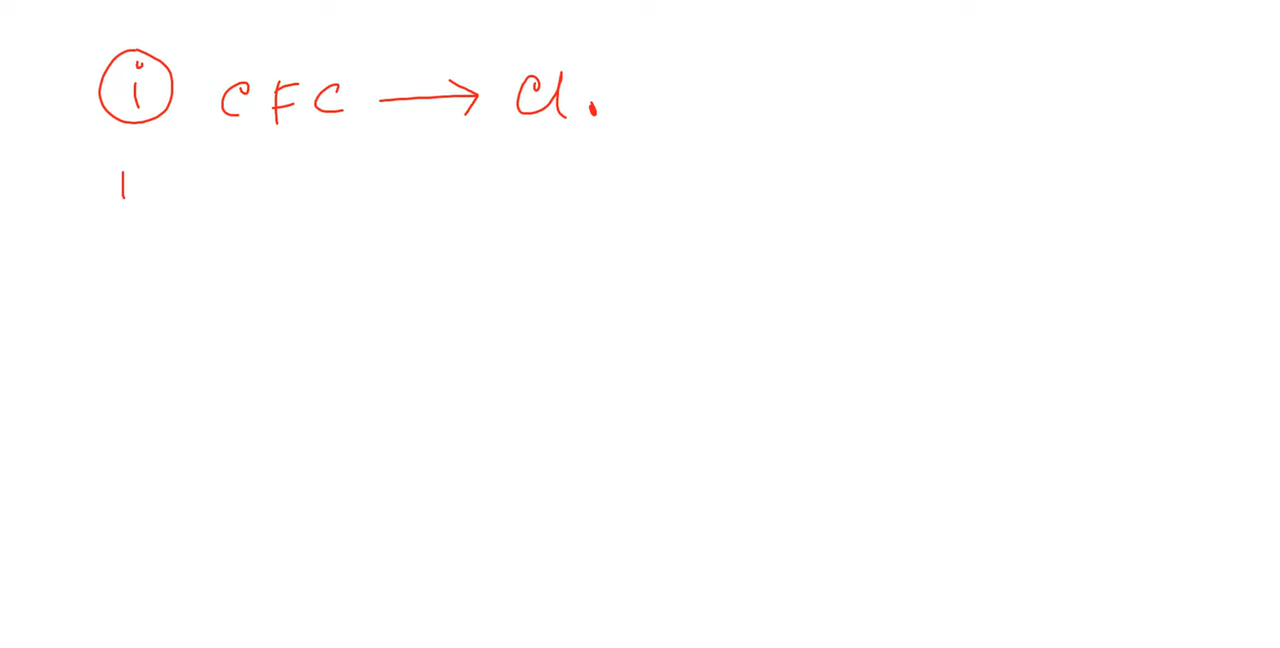 (i) CFC → Cl.
I